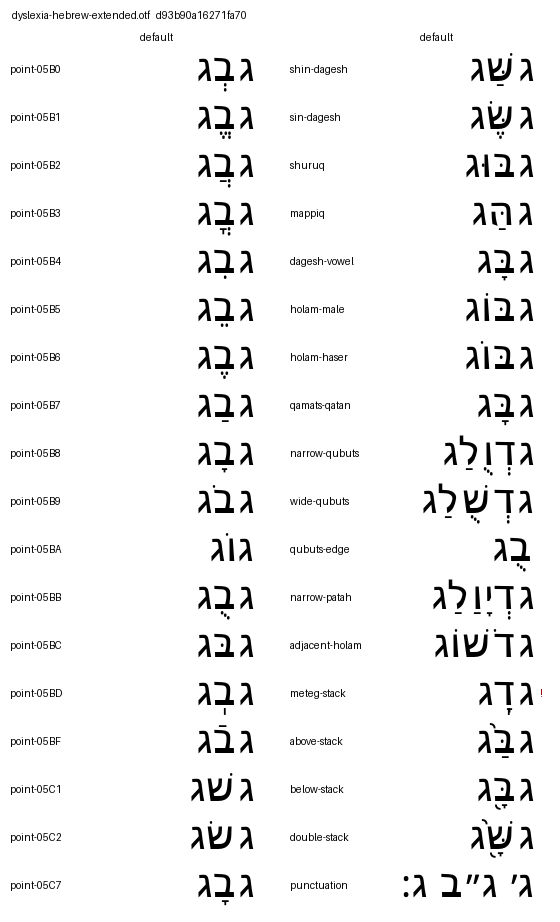 dyslexia-hebrew-extended.otf d93b90a16271fa70
default default
point-05B0 גבְג shin-dagesh גשַּׁג
point-05B1 גבֱג sin-dagesh גשֶּׂג
point-05B2 גבֲג shuruq גבּוּג
point-05B3 גבֳג mappiq גהַּג
point-05B4 גבִג dagesh-vowel גבָּג
point-05B5 גבֵג holam-male גבּוֹג
point-05B6 גבֶג holam-haser גבּוֺג
point-05B7 גבַג qamats-qatan גבׇּג
point-05B8 גבָג narrow-qubuts גדְוֻלַג
point-05B9 גבֹג wide-qubuts גדְשֻׁלַג
point-05BA גוֺג qubuts-edge בֻג
point-05BB גבֻג narrow-patah גדְיָוַלַג
point-05BC גבּג adjacent-holam גדֹשׁוֹג
point-05BD גבֽג meteg-stack גדָֽג
point-05BF גבֿג above-stack גבַּ֨ג
point-05C1 גשׁג below-stack גבָּ֖ג
point-05C2 גשׂג double-stack גשָּׁ֖֨ג
point-05C7 גבׇג punctuation ג׳ ג״ב ג: